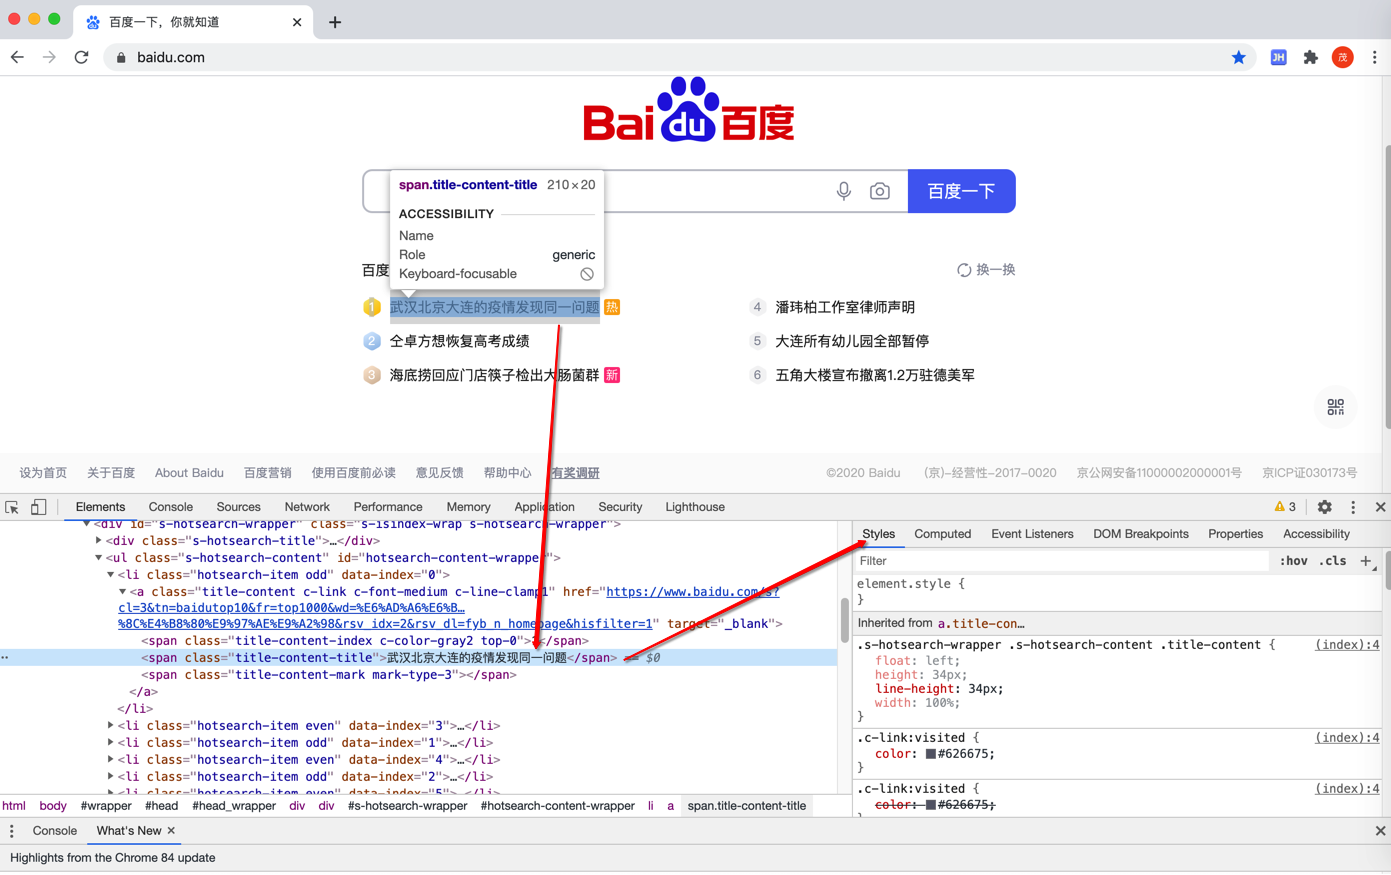 百度一下，你就知道
baidu.com
JH
茂
Bai du 百度
span.title-content-title 210×20
百度一下
ACCESSIBILITY
Name
Role generic
Keyboard-focusable
百度
换一换
1 武汉北京大连的疫情发现同一问题 热
4 潘玮柏工作室律师声明
2 仝卓方想恢复高考成绩
5 大连所有幼儿园全部暂停
3 海底捞回应门店筷子检出大肠菌群 新
6 五角大楼宣布撤离1.2万驻德美军
设为首页 关于百度 About Baidu 百度营销 使用百度前必读 意见反馈 帮助中心 有奖调研 ©2020 Baidu (京)-经营性-2017-0020 京公网安备11000002000001号 京ICP证030173号
Elements Console Sources Network Performance Memory Application Security Lighthouse 3
<div id="s-hotsearch-wrapper" class="s-isindex-wrap s-hotsearch-wrapper">
<div class="s-hotsearch-title">…</div>
<ul class="s-hotsearch-content" id="hotsearch-content-wrapper">
<li class="hotsearch-item odd" data-index="0">
<a class="title-content c-link c-font-medium c-line-clamp1" href="https://www.baidu.com/s?
cl=3&tn=baidutop10&fr=top1000&wd=%E6%AD%A6%E6%B…
%8C%E4%B8%80%E9%97%AE%E9%A2%98&rsv_idx=2&rsv_dl=fyb_n_homepage&hisfilter=1" target="_blank">
<span class="title-content-index c-color-gray2 top-0"></span>
<span class="title-content-title">武汉北京大连的疫情发现同一问题</span> == $0
<span class="title-content-mark mark-type-3"></span>
</a>
</li>
<li class="hotsearch-item even" data-index="3">…</li>
<li class="hotsearch-item odd" data-index="1">…</li>
<li class="hotsearch-item even" data-index="4">…</li>
<li class="hotsearch-item odd" data-index="2">…</li>
<li class="hotsearch-item even" data-index="5">…</li>
html body #wrapper #head #head_wrapper div div #s-hotsearch-wrapper #hotsearch-content-wrapper li a span.title-content-title
Styles Computed Event Listeners DOM Breakpoints Properties Accessibility
Filter :hov .cls +
element.style {
}
Inherited from a.title-con…
.s-hotsearch-wrapper .s-hotsearch-content .title-content { (index):4
float: left;
height: 34px;
line-height: 34px;
width: 100%;
}
.c-link:visited { (index):4
color: #626675;
}
.c-link:visited { (index):4
color: #626675;
Console What's New
Highlights from the Chrome 84 update